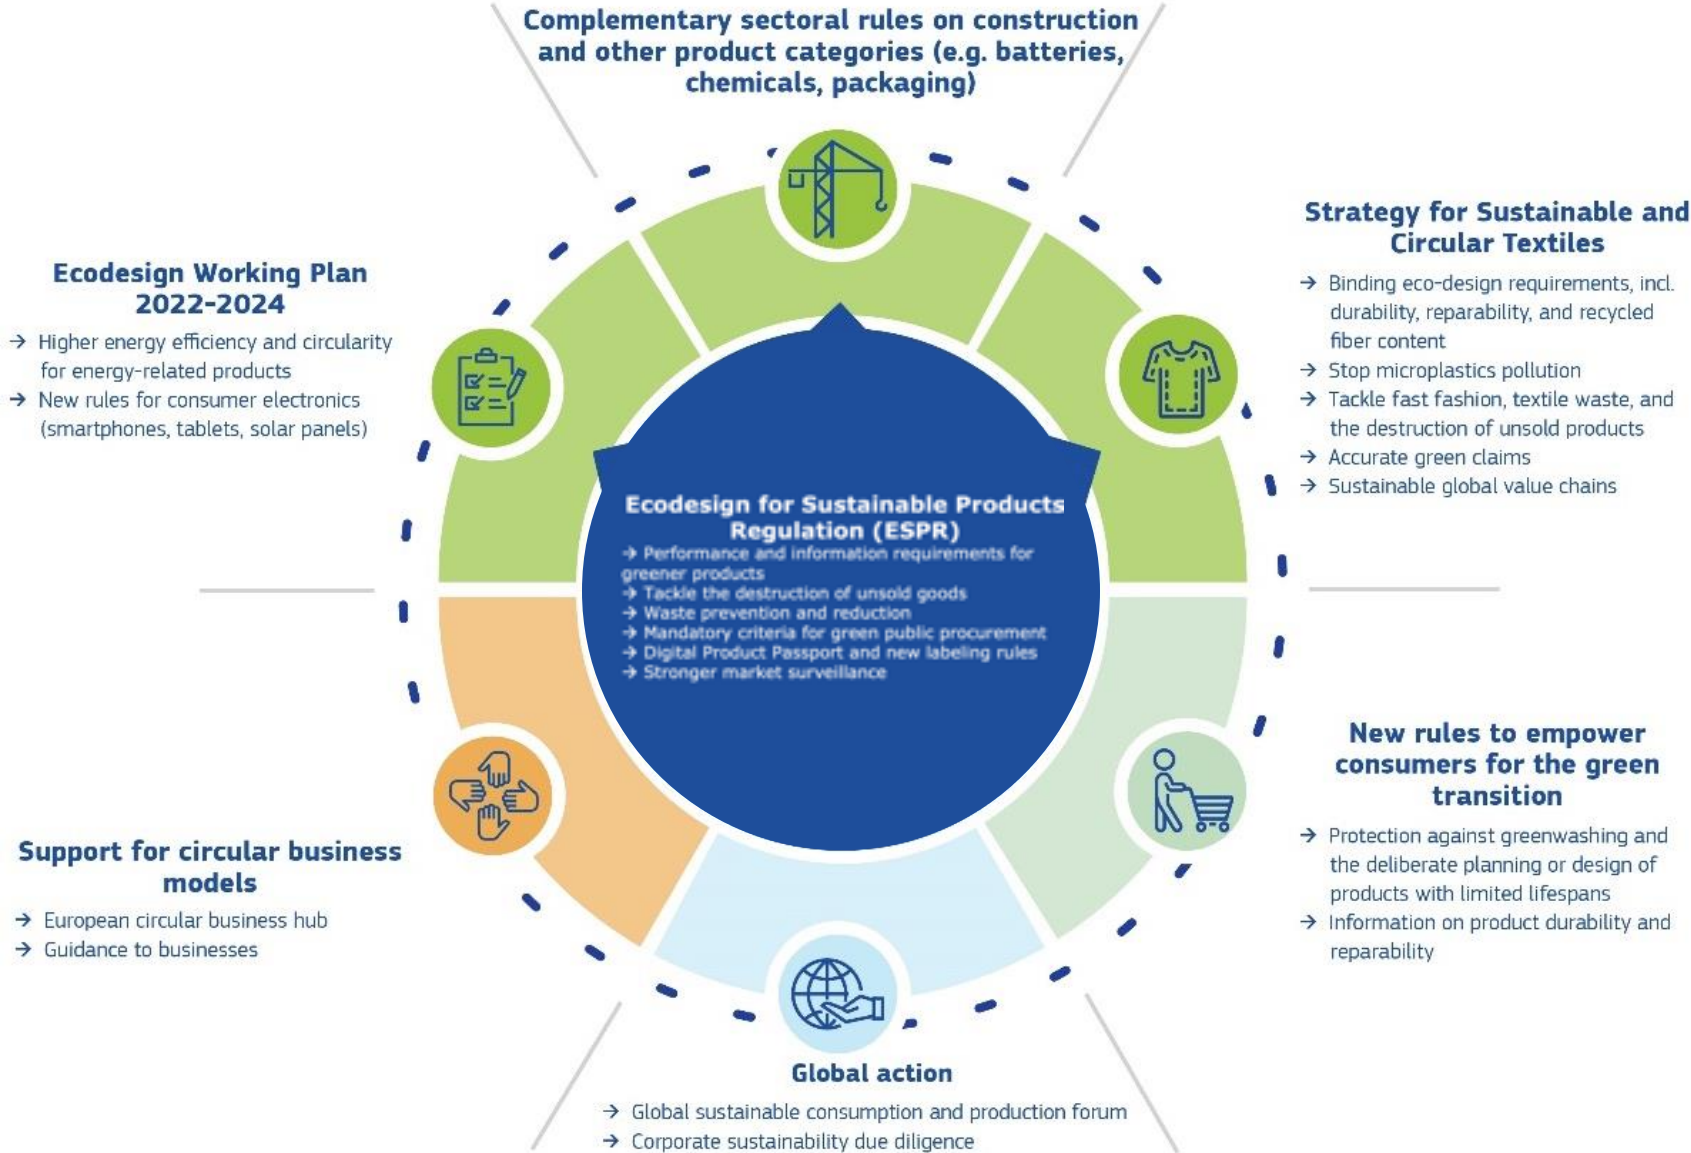 Complementary sectoral rules on construction
and other product categories (e.g. batteries,
chemicals, packaging)
Ecodesign Working Plan
2022-2024
→ Higher energy efficiency and circularity
for energy-related products
→ New rules for consumer electronics
(smartphones, tablets, solar panels)
Strategy for Sustainable and
Circular Textiles
→ Binding eco-design requirements, incl.
durability, reparability, and recycled
fiber content
→ Stop microplastics pollution
→ Tackle fast fashion, textile waste, and
the destruction of unsold products
→ Accurate green claims
→ Sustainable global value chains
Ecodesign for Sustainable Products
Regulation (ESPR)
→ Performance and information requirements for
greener products
→ Tackle the destruction of unsold goods
→ Waste prevention and reduction
→ Mandatory criteria for green public procurement
→ Digital Product Passport and new labeling rules
→ Stronger market surveillance
Support for circular business
models
→ European circular business hub
→ Guidance to businesses
New rules to empower
consumers for the green
transition
→ Protection against greenwashing and
the deliberate planning or design of
products with limited lifespans
→ Information on product durability and
reparability
Global action
→ Global sustainable consumption and production forum
→ Corporate sustainability due diligence